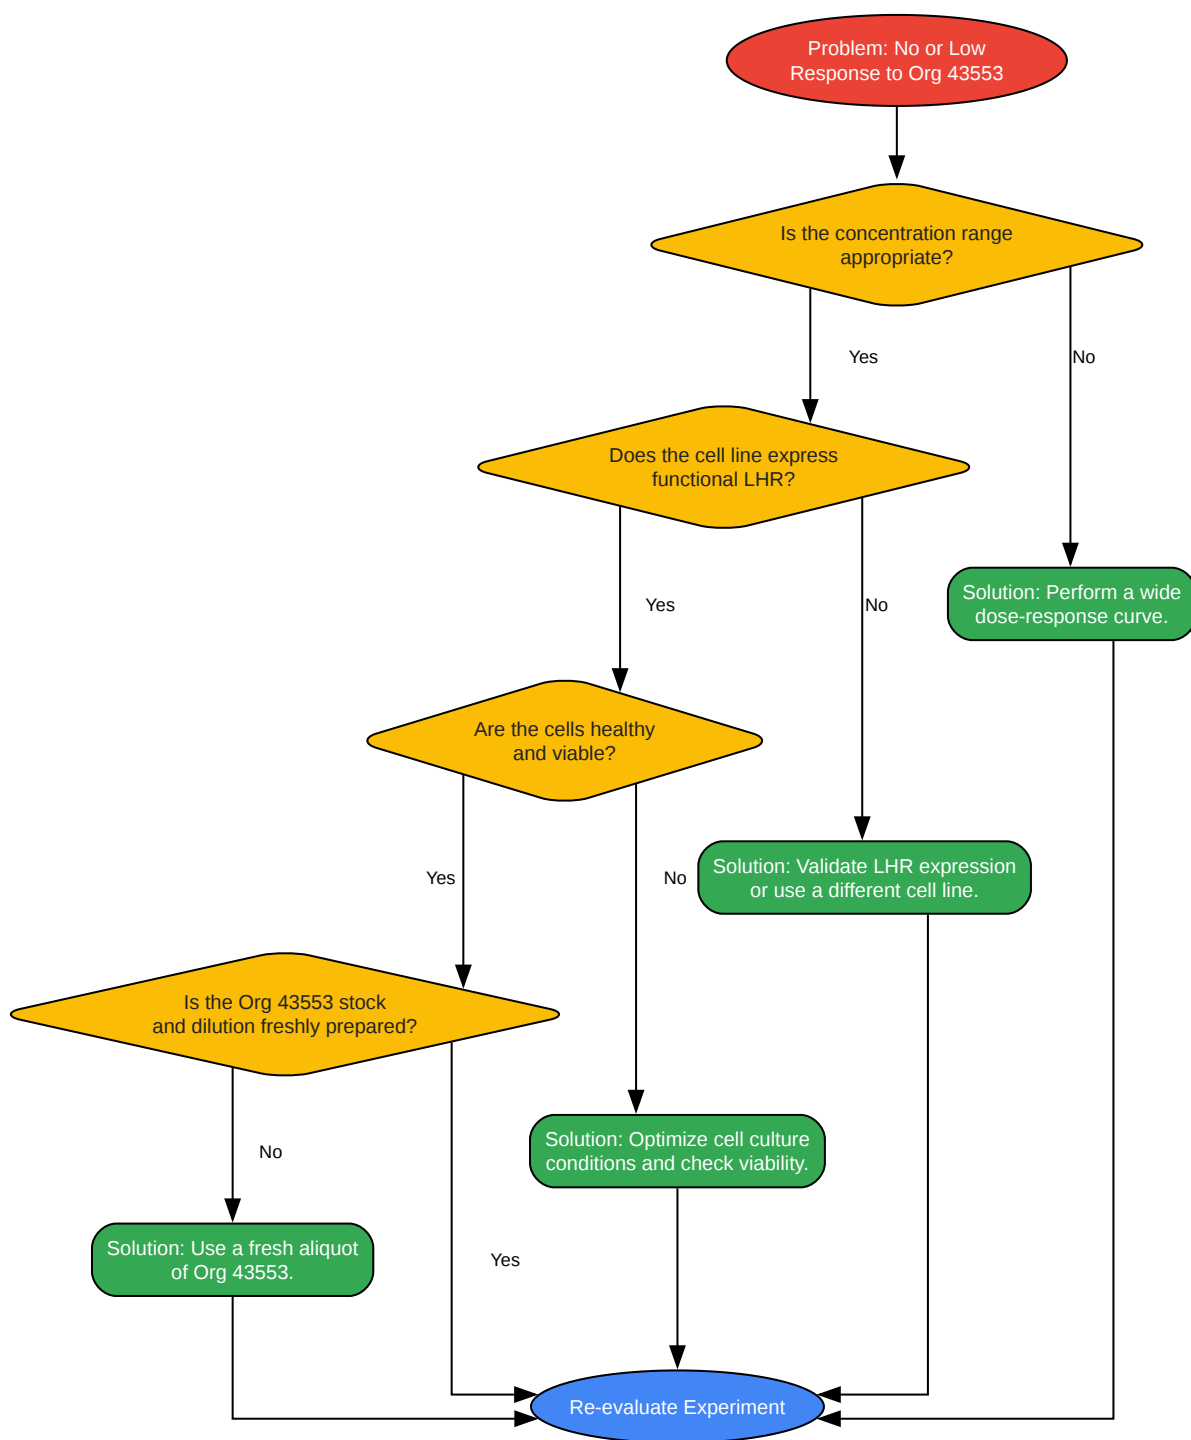 Problem: No or Low
Response to Org 43553
Is the concentration range
appropriate?
Yes
No
Does the cell line express
functional LHR?
Solution: Perform a wide
dose-response curve.
Yes
No
Are the cells healthy
and viable?
Solution: Validate LHR expression
or use a different cell line.
Yes
No
Is the Org 43553 stock
and dilution freshly prepared?
Solution: Optimize cell culture
conditions and check viability.
No
Solution: Use a fresh aliquot
of Org 43553.
Yes
Re-evaluate Experiment